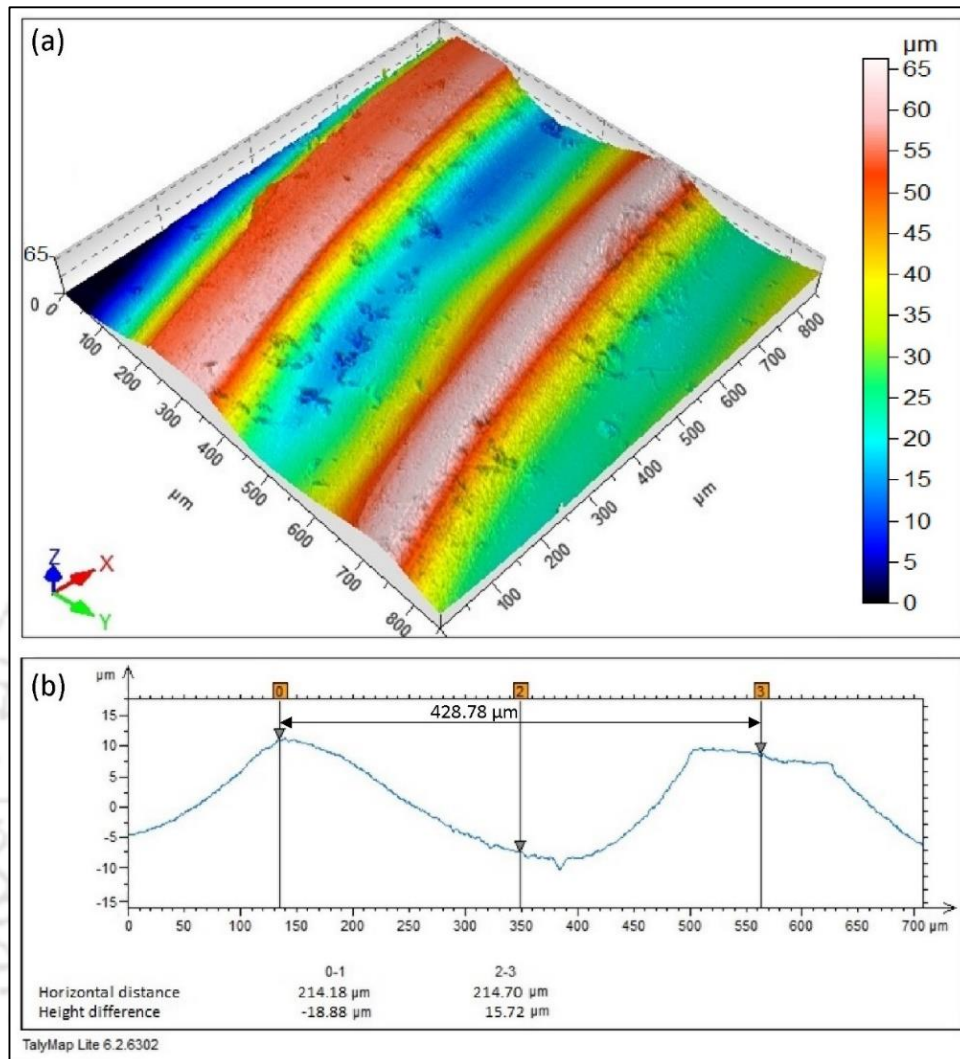 (a)
µm
65
60
55
50
45
40
35
30
25
20
15
10
5
0
65
0
0
100
200
300
400
500
600
700
800
µm
100
200
300
400
500
600
700
800
µm
Z
X
Y
(b)
µm
0 2 3
428.78 µm
15
10
5
0
-5
-10
-15
0 50 100 150 200 250 300 350 400 450 500 550 600 650 700 µm
0-1 2-3
Horizontal distance 214.18 µm 214.70 µm
Height difference -18.88 µm 15.72 µm
TalyMap Lite 6.2.6302